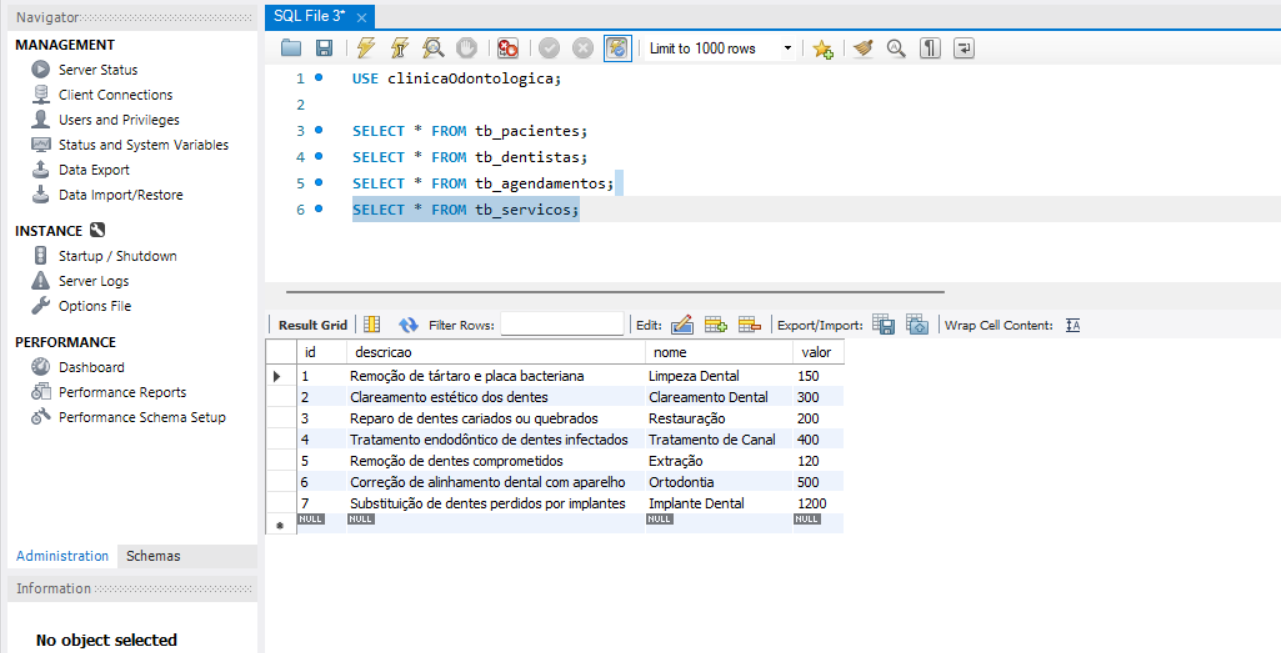 Navigator
MANAGEMENT
Server Status
Client Connections
Users and Privileges
Status and System Variables
Data Export
Data Import/Restore
INSTANCE
Startup / Shutdown
Server Logs
Options File
PERFORMANCE
Dashboard
Performance Reports
Performance Schema Setup
Administration Schemas
Information
No object selected
SQL File 3*
Limit to 1000 rows
1 USE clinicaOdontologica;
2
3 SELECT * FROM tb_pacientes;
4 SELECT * FROM tb_dentistas;
5 SELECT * FROM tb_agendamentos;
6 SELECT * FROM tb_servicos;
Result Grid Filter Rows: Edit: Export/Import: Wrap Cell Content: IA
id descricao nome valor
1 Remoção de tártaro e placa bacteriana Limpeza Dental 150
2 Clareamento estético dos dentes Clareamento Dental 300
3 Reparo de dentes cariados ou quebrados Restauração 200
4 Tratamento endodôntico de dentes infectados Tratamento de Canal 400
5 Remoção de dentes comprometidos Extração 120
6 Correção de alinhamento dental com aparelho Ortodontia 500
7 Substituição de dentes perdidos por implantes Implante Dental 1200
NULL NULL NULL NULL